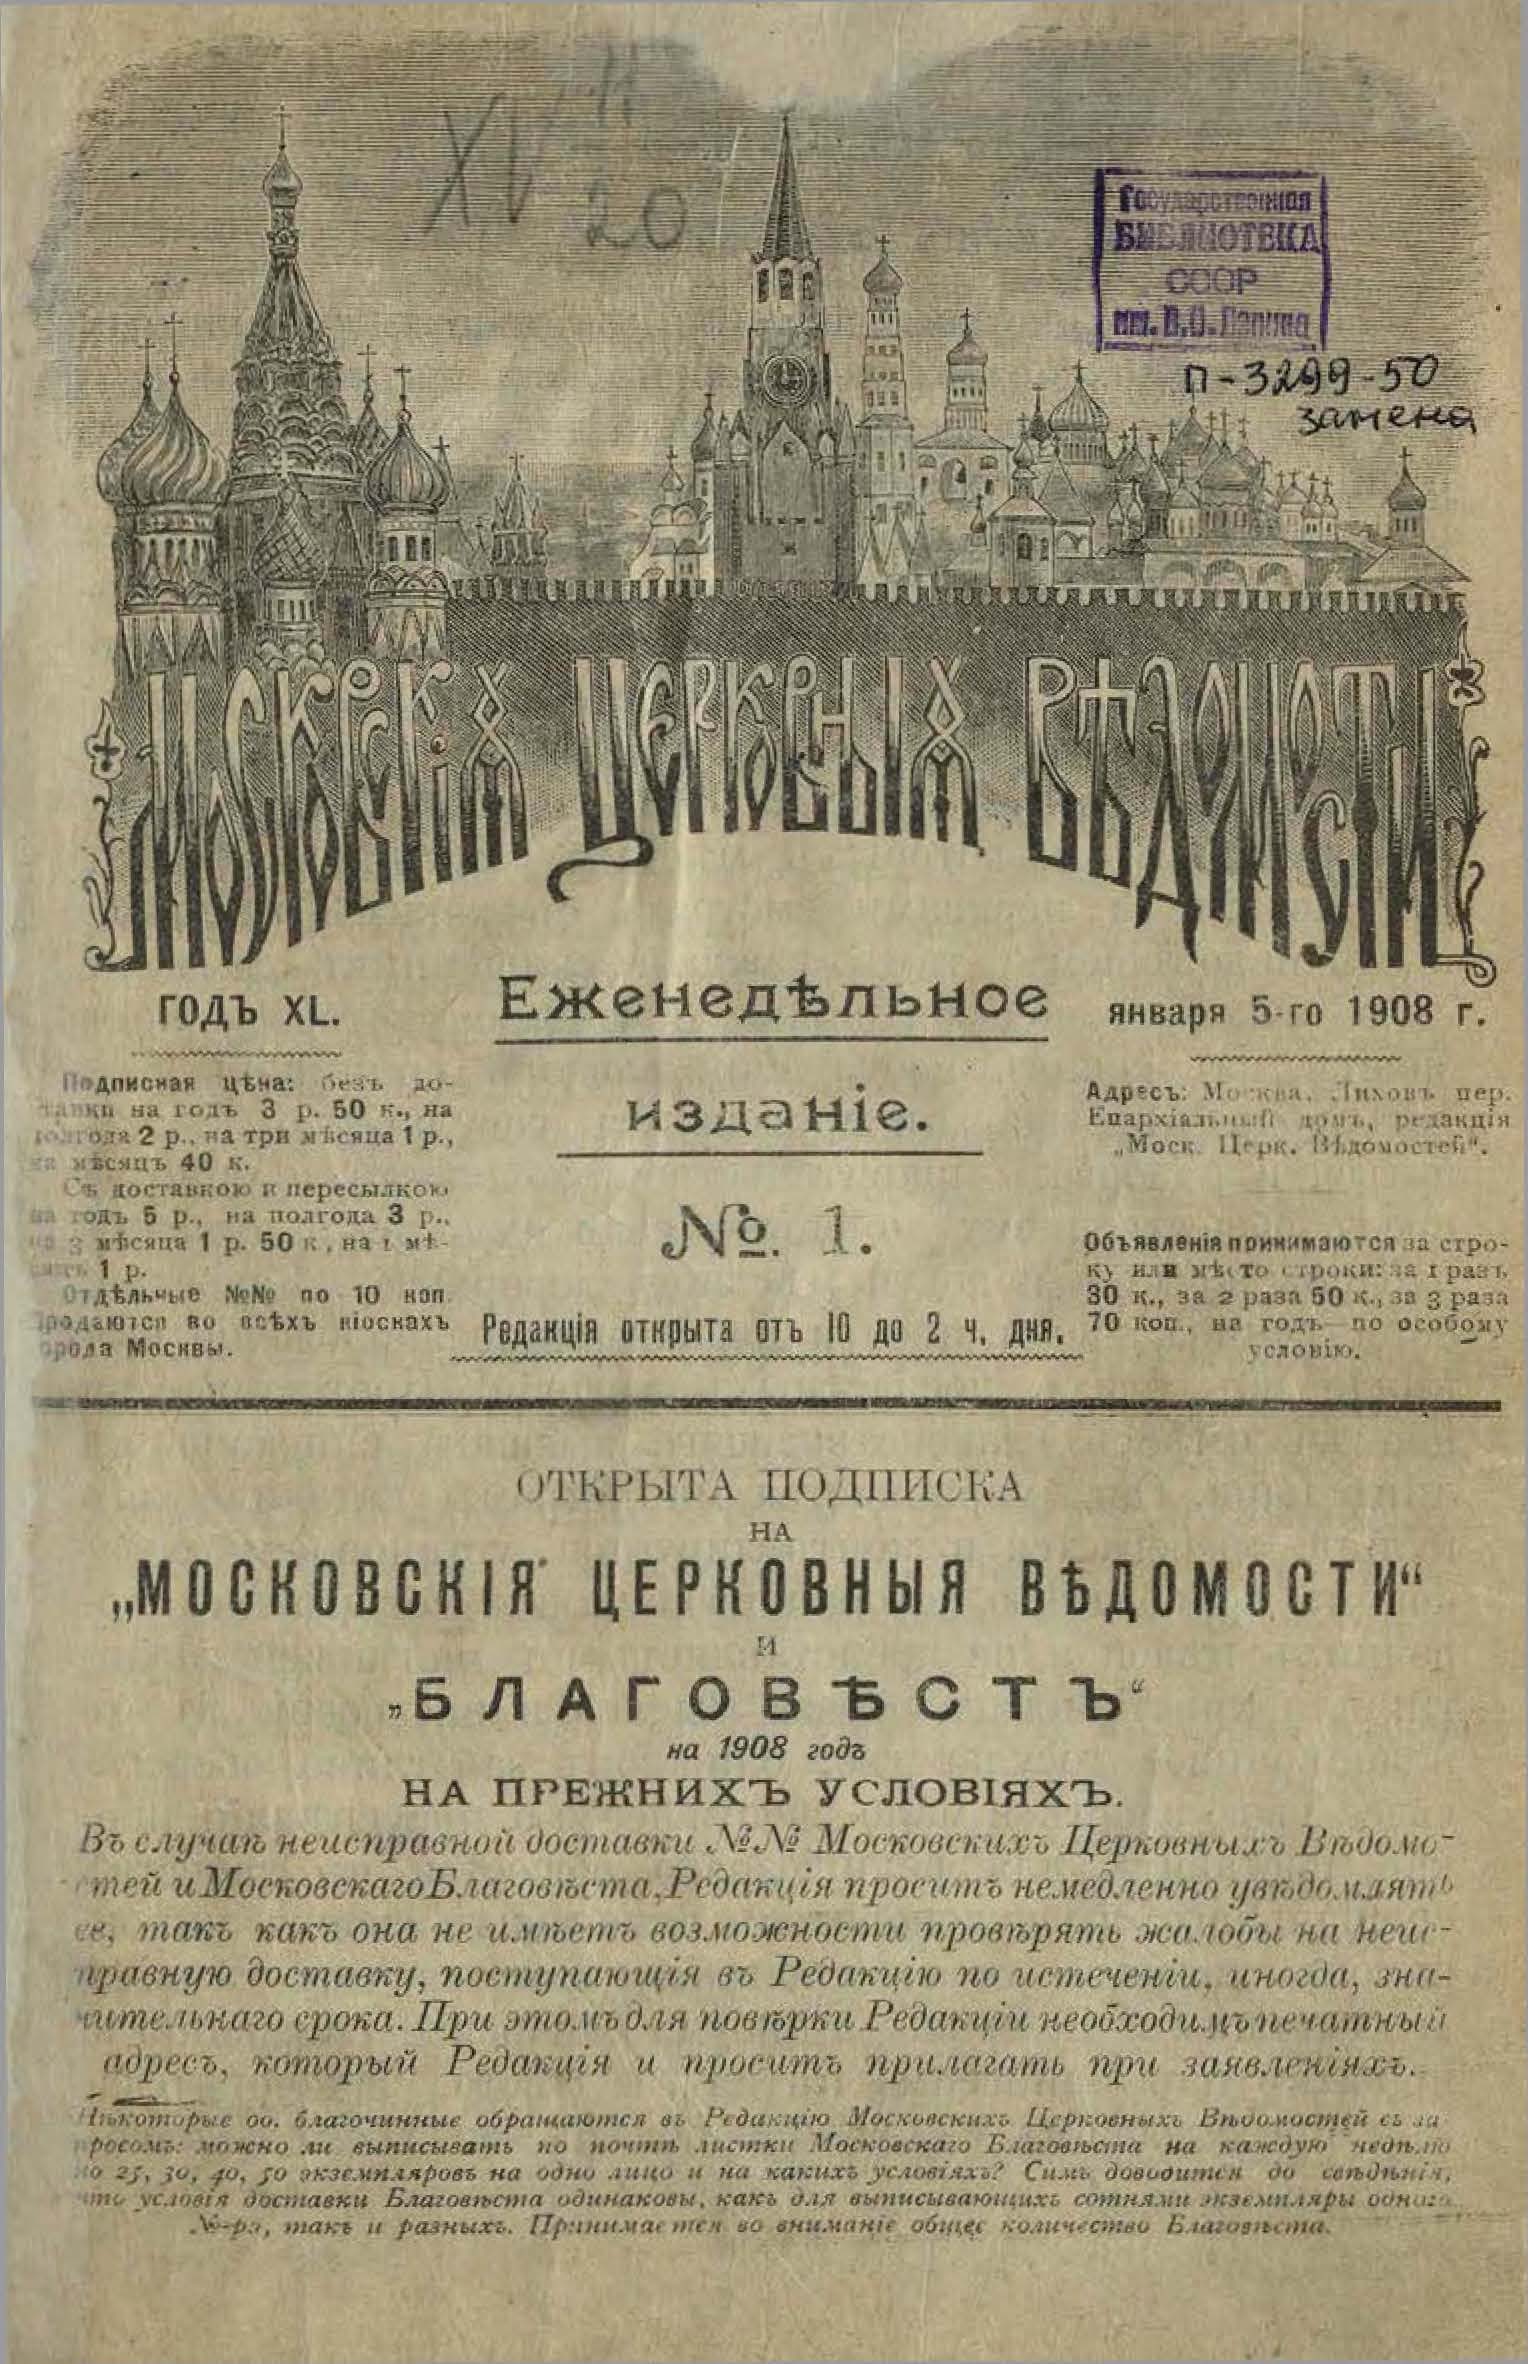 XV 11
20
Государственная
БИБЛИОТЕКА
СССР
им. В.И. Ленина
П-3299-50
замена
МОСКОВСКІЯ ЦЕРКОВНЫЯ ВѢДОМОСТИ
ГОДЪ XL.
Еженедѣльное
января 5-го 1908 г.
изданіе.
№. 1.
Редакція открыта отъ 10 до 2 ч. дня.
Подписная цѣна: безъ до-
ставки на годъ 3 р. 50 к., на
полгода 2 р., на три мѣсяца 1 р.,
на мѣсяцъ 40 к.
Съ доставкою и пересылкою
на годъ 5 р., на полгода 3 р.,
на 3 мѣсяца 1 р. 50 к., на 1 мѣ-
сяцъ 1 р.
Отдѣльные №№ по 10 коп.
Продаются во всѣхъ кіоскахъ
города Москвы.
Адресъ: Москва, Лиховъ пер.
Епархіальный домъ, редакція
„Моск. Церк. Вѣдомостей“.
Объявленія принимаются за стро-
ку или мѣсто строки: за 1 разъ
30 к., за 2 раза 50 к., за 3 раза
70 коп., на годъ—по особому
условію.
ОТКРЫТА ПОДПИСКА
НА
„МОСКОВСКІЯ ЦЕРКОВНЫЯ ВѢДОМОСТИ“
И
„БЛАГОВѢСТЪ“
на 1908 годъ
НА ПРЕЖНИХЪ УСЛОВІЯХЪ.
Въ случаѣ неисправной доставки №№ Московскихъ Церковныхъ Вѣдомо-
стей и Московскаго Благовѣста, Редакція проситъ немедленно увѣдомлять
ее, такъ какъ она не имѣетъ возможности провѣрять жалобы на неис-
правную доставку, поступающія въ Редакцію по истеченіи, иногда, зна-
чительнаго срока. При этомъ для повѣрки Редакціи необходимъ печатный
адресъ, который Редакція и проситъ прилагать при заявленіяхъ.
Нѣкоторые оо. благочинные обращаются въ Редакцію Московскихъ Церковныхъ Вѣдомостей съ за
просомъ: можно ли выписывать по почтѣ листки Московскаго Благовѣста на каждую недѣлю
по 25, 30, 40, 50 экземпляровъ на одно лицо и на какихъ условіяхъ? Симъ доводится до свѣдѣнія,
что условія доставки Благовѣста одинаковы, какъ для выписывающихъ сотнями экземпляры одного
№-ра, такъ и разныхъ. Принимается во вниманіе общее количество Благовѣста.